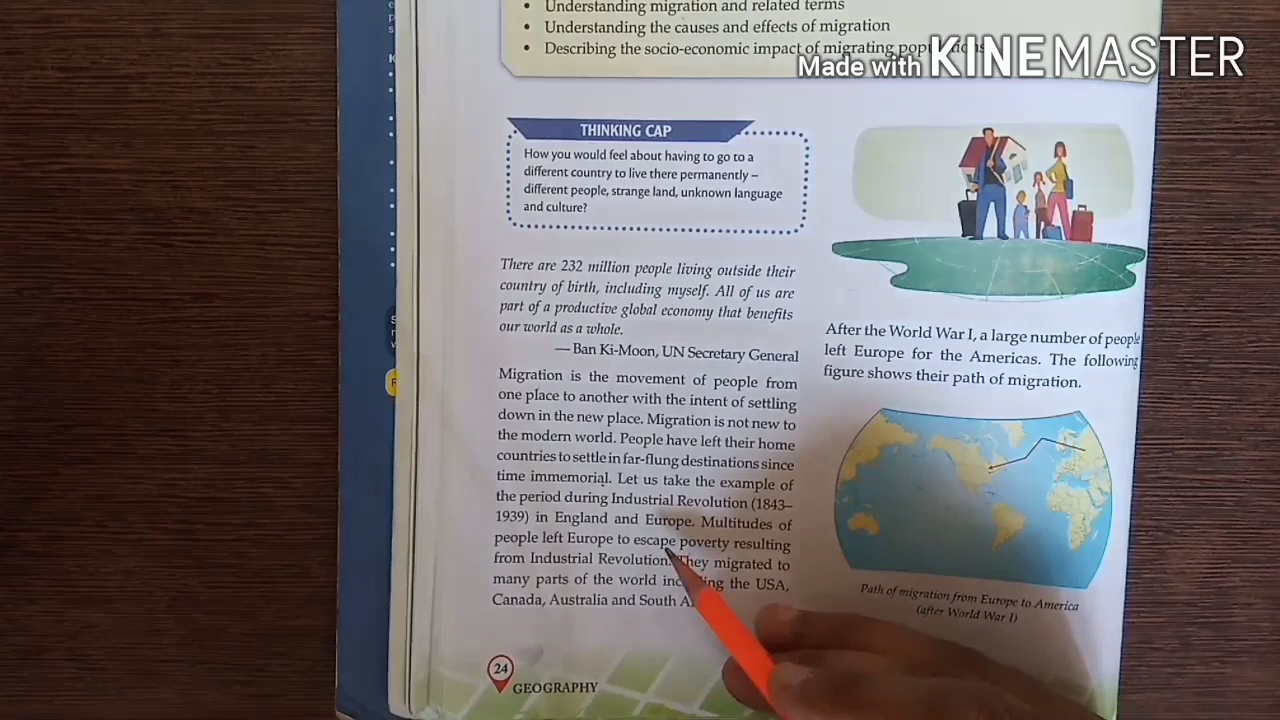 Understanding migration and related terms
• Understanding the causes and effects of migration
• Describing the socio-economic impact of migrating
Made with KINEMASTER
THINKING CAP
How you would feel about having to go to a
different country to live there permanently –
different people, strange land, unknown language
and culture?
There are 232 million people living outside their
country of birth, including myself. All of us are
part of a productive global economy that benefits
our world as a whole.
— Ban Ki-Moon, UN Secretary General
Migration is the movement of people from
one place to another with the intent of settling
down in the new place. Migration is not new to
the modern world. People have left their home
countries to settle in far-flung destinations since
time immemorial. Let us take the example of
the period during Industrial Revolution (1843–
1939) in England and Europe. Multitudes of
people left Europe to escape poverty resulting
from Industrial Revolution. They migrated to
many parts of the world including the USA,
Canada, Australia and South
After the World War I, a large number of people
left Europe for the Americas. The following
figure shows their path of migration.
Path of migration from Europe to America
(after World War I)
24
GEOGRAPHY